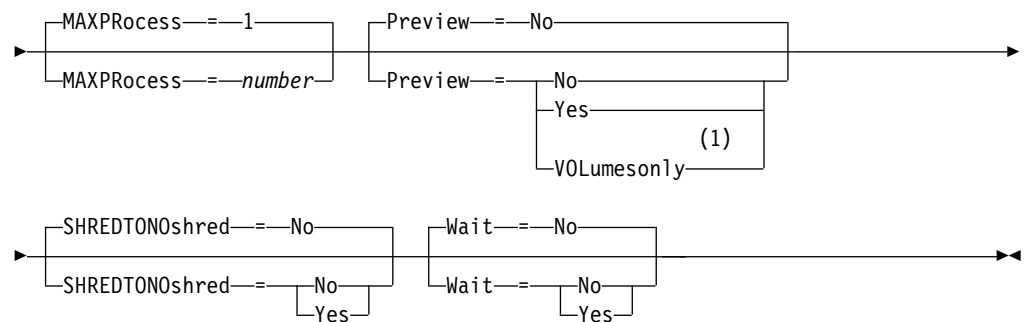 MAXPRocess = 1 Preview = No
MAXPRocess = number Preview = No
Yes
(1)
VOLumesonly
SHREDTONOshred = No Wait = No
SHREDTONOshred = No Wait = No
Yes Yes